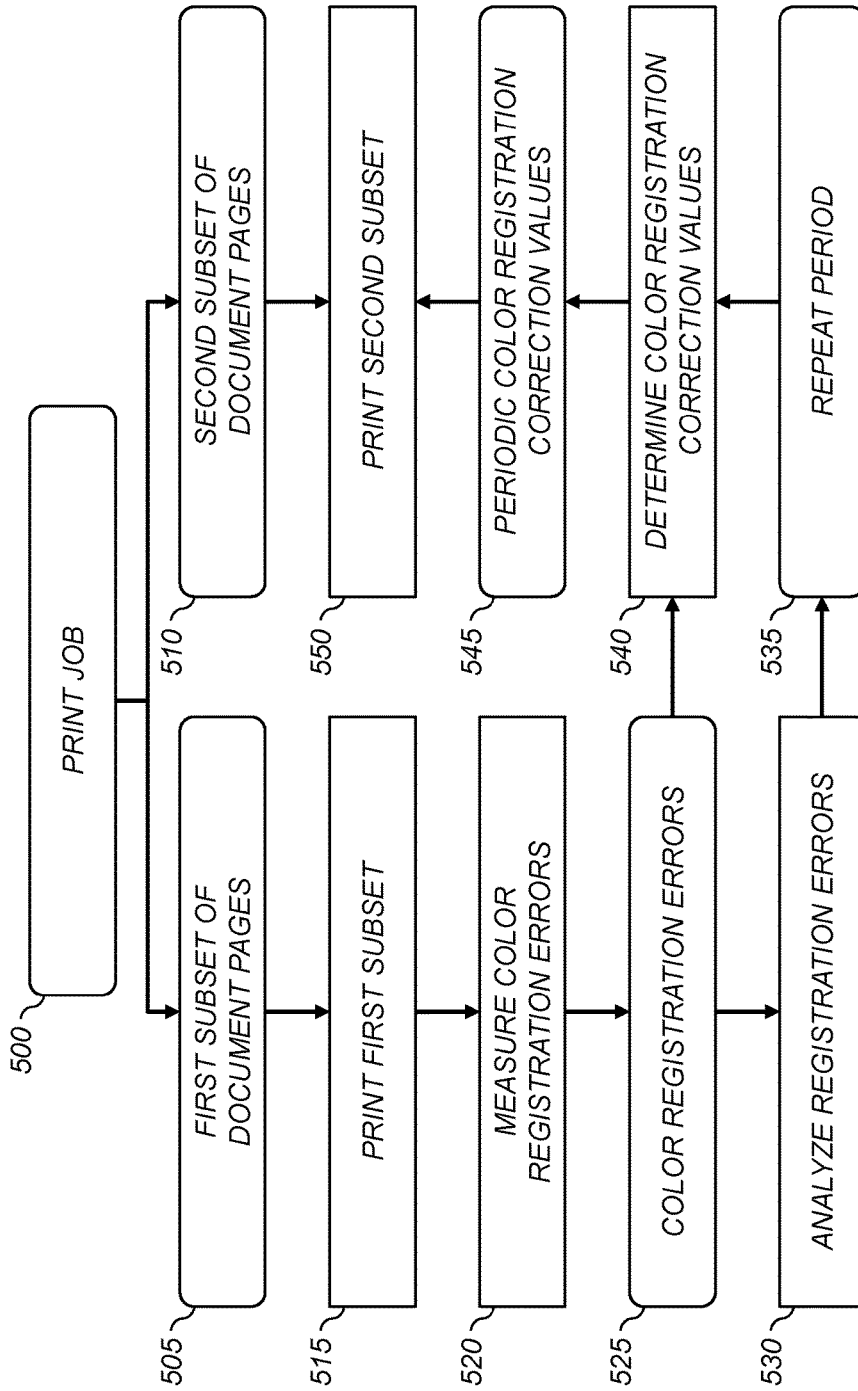 500
PRINT JOB
505
FIRST SUBSET OF
DOCUMENT PAGES
515
PRINT FIRST SUBSET
520
MEASURE COLOR
REGISTRATION ERRORS
525
COLOR REGISTRATION ERRORS
530
ANALYZE REGISTRATION ERRORS
510
SECOND SUBSET OF
DOCUMENT PAGES
550
PRINT SECOND SUBSET
545
PERIODIC COLOR REGISTRATION
CORRECTION VALUES
540
DETERMINE COLOR REGISTRATION
CORRECTION VALUES
535
REPEAT PERIOD